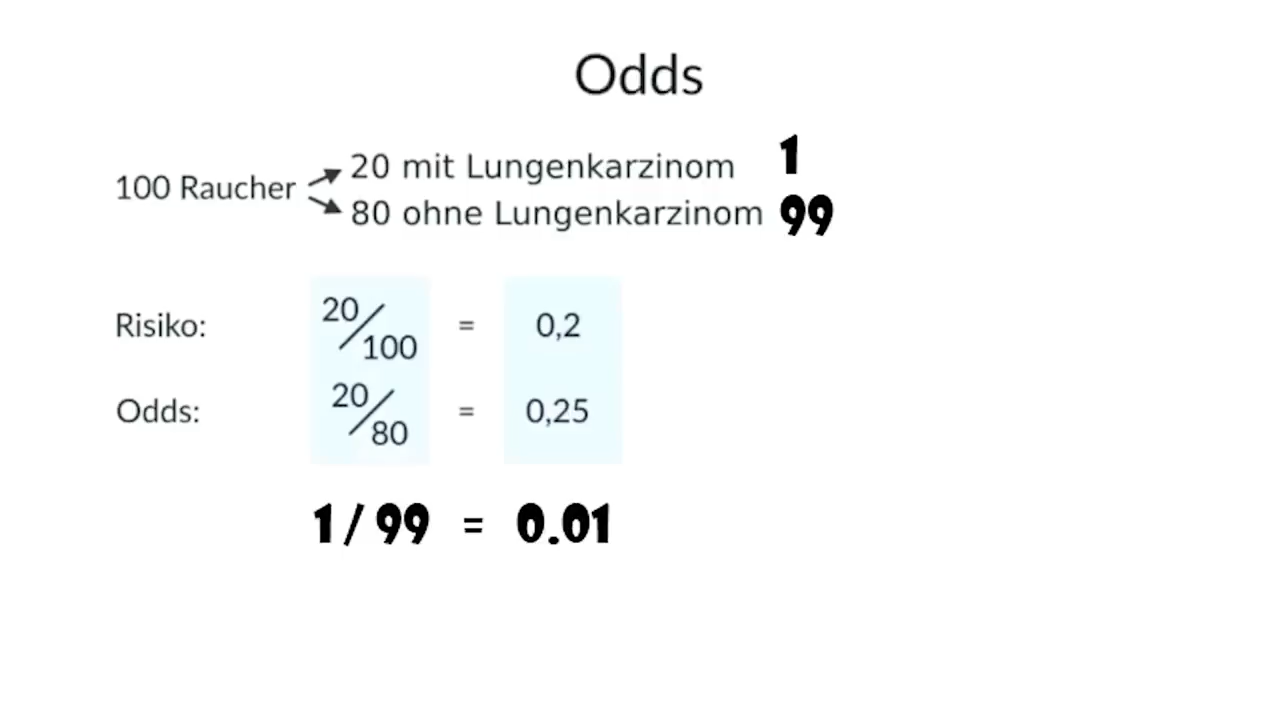 Odds
100 Raucher
20 mit Lungenkarzinom 1
80 ohne Lungenkarzinom 99
Risiko: 20/100 = 0,2
Odds: 20/80 = 0,25
1/99 = 0.01